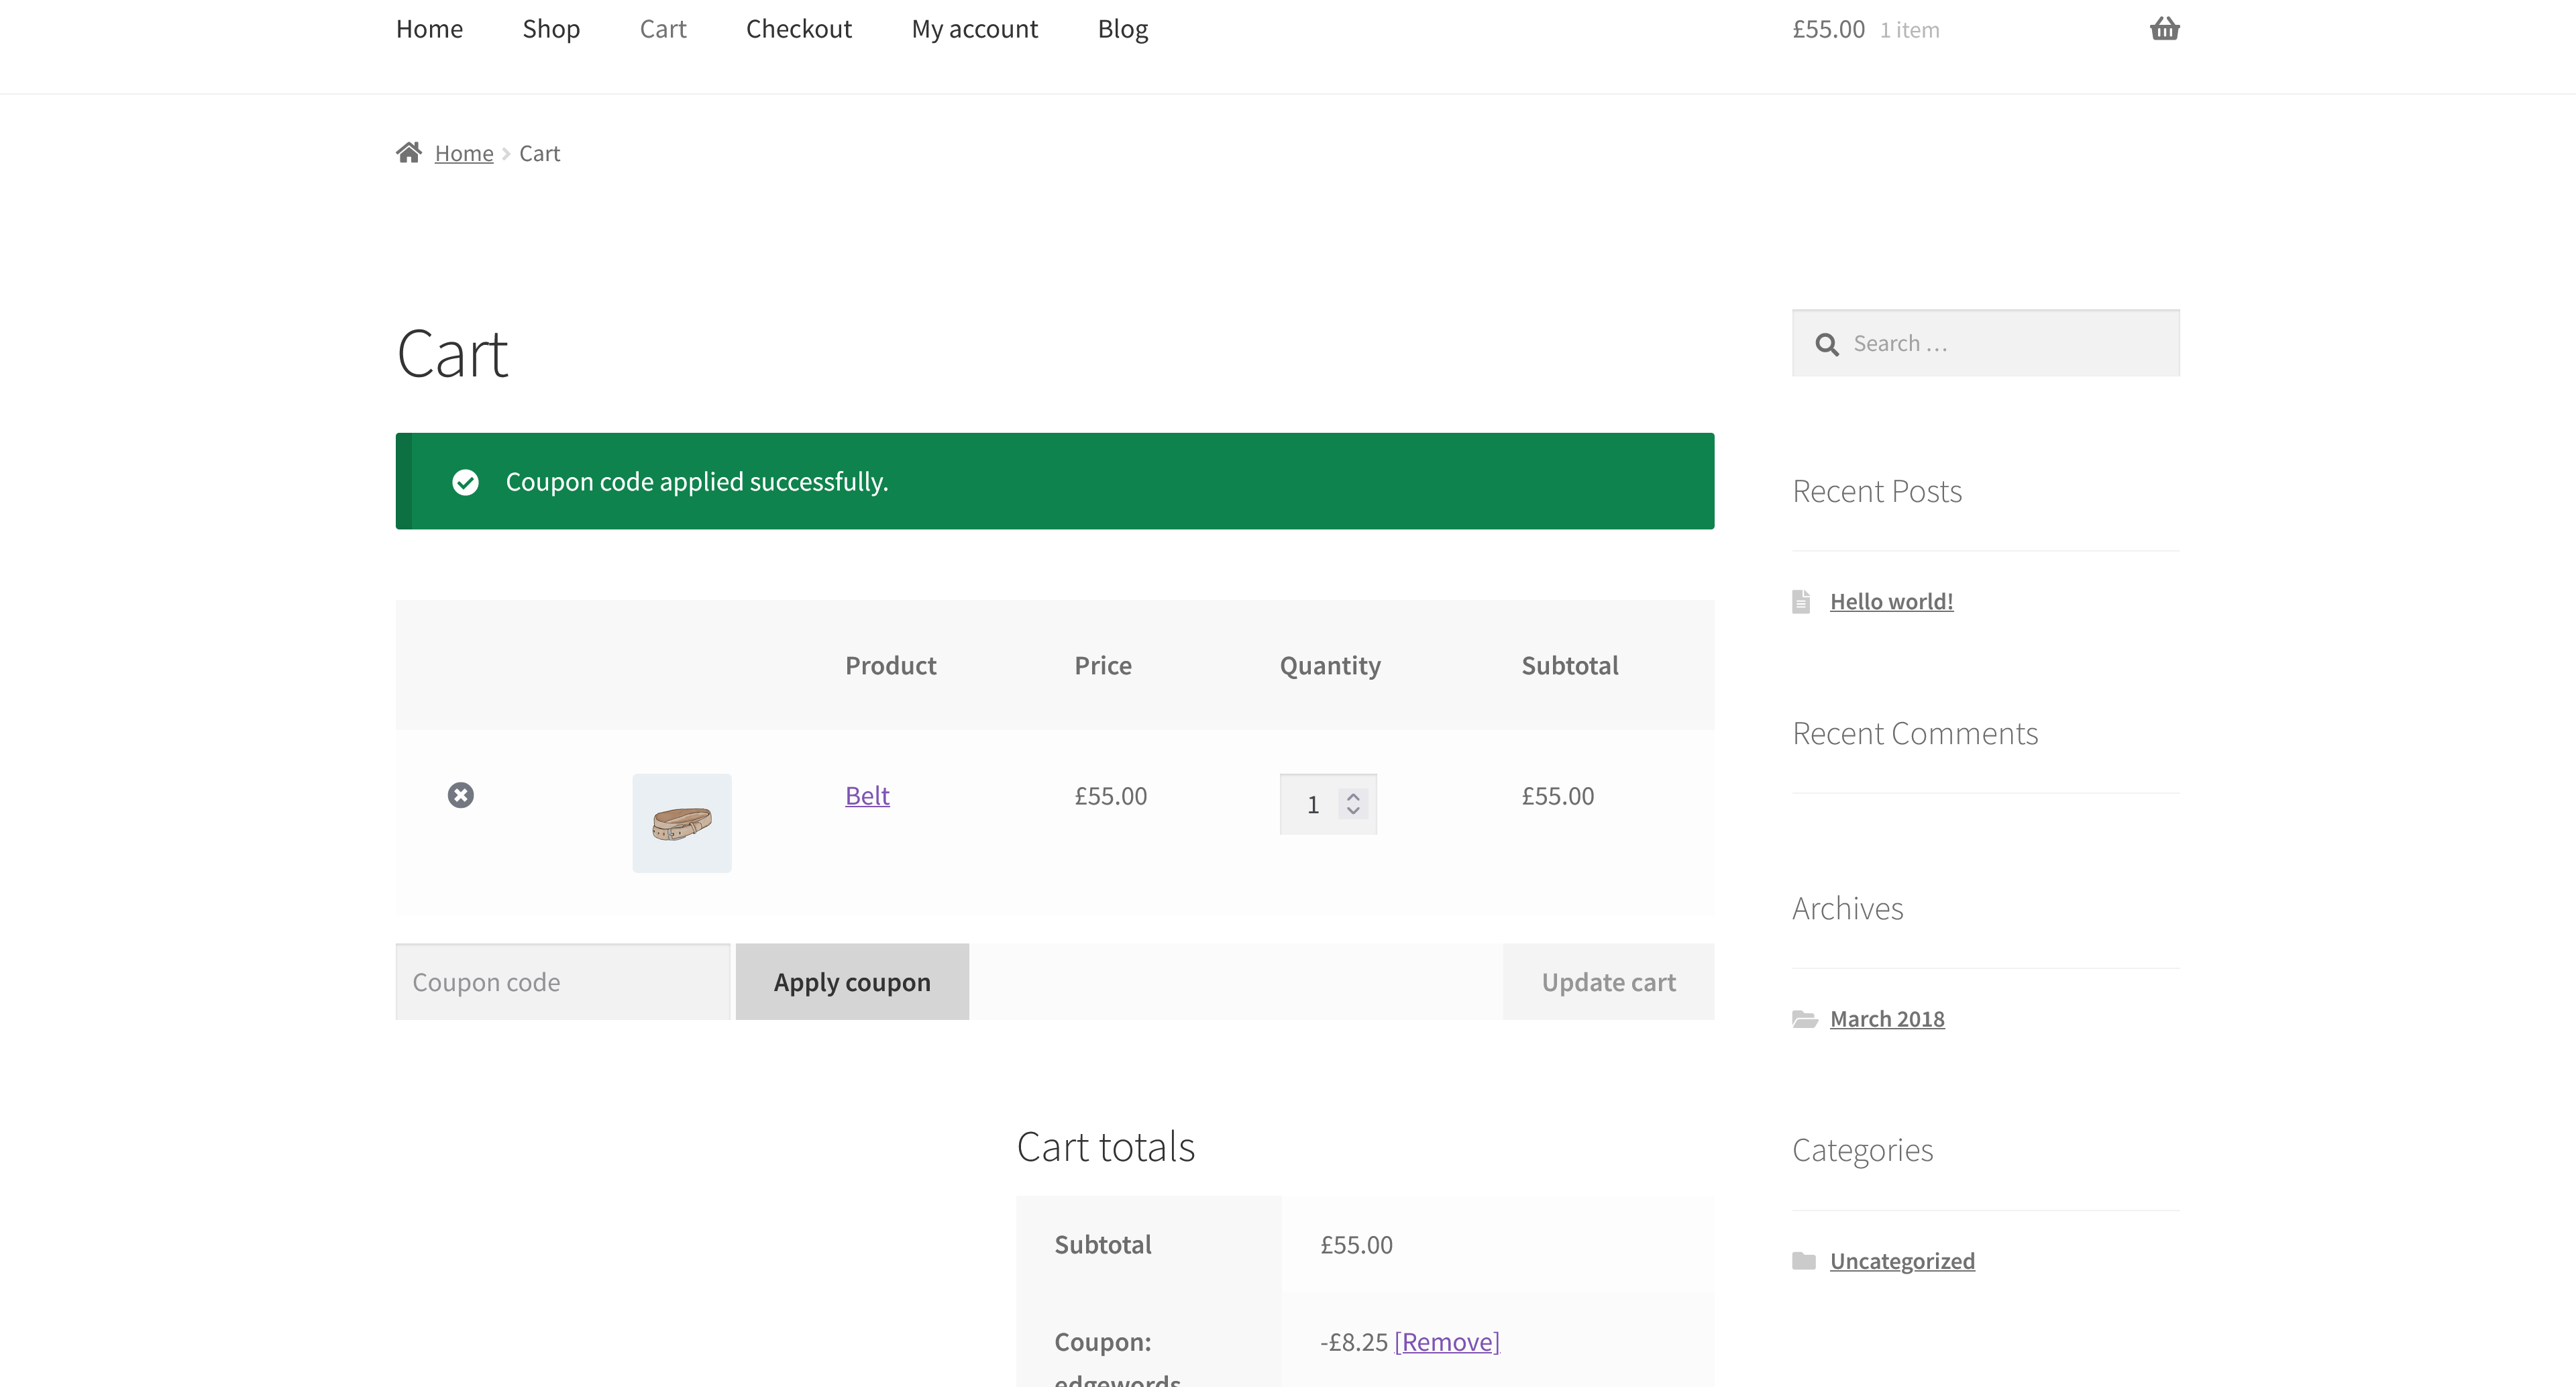 Home Shop Cart Checkout My account Blog £55.00 1 item
Home Cart
Cart
Search …
Coupon code applied successfully.
Recent Posts
Hello world!
Product Price Quantity Subtotal
Recent Comments
Belt £55.00 1 £55.00
Archives
Coupon code Apply coupon Update cart
March 2018
Cart totals
Categories
Subtotal £55.00
Uncategorized
Coupon: -£8.25 [Remove]
edgewords